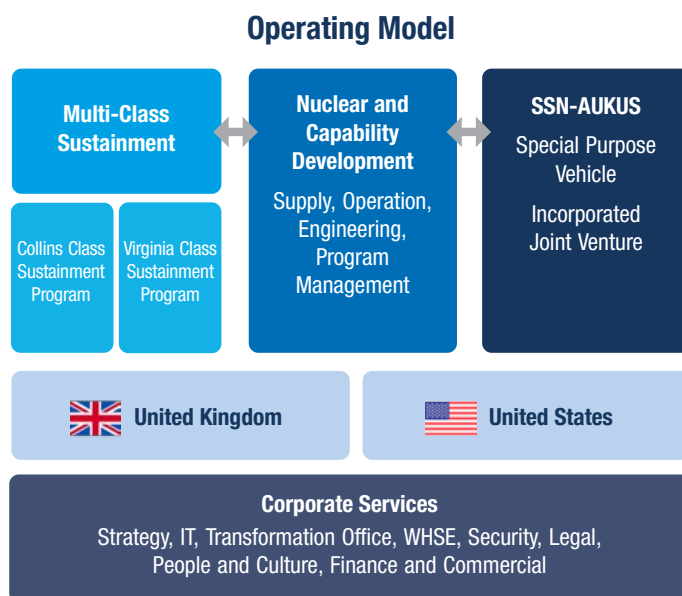 Operating Model
Multi-Class
Sustainment
Collins Class
Sustainment
Program
Virginia Class
Sustainment
Program
Nuclear and
Capability
Development
Supply, Operation,
Engineering,
Program
Management
SSN-AUKUS
Special Purpose
Vehicle
Incorporated
Joint Venture
United Kingdom
United States
Corporate Services
Strategy, IT, Transformation Office, WHSE, Security, Legal,
People and Culture, Finance and Commercial